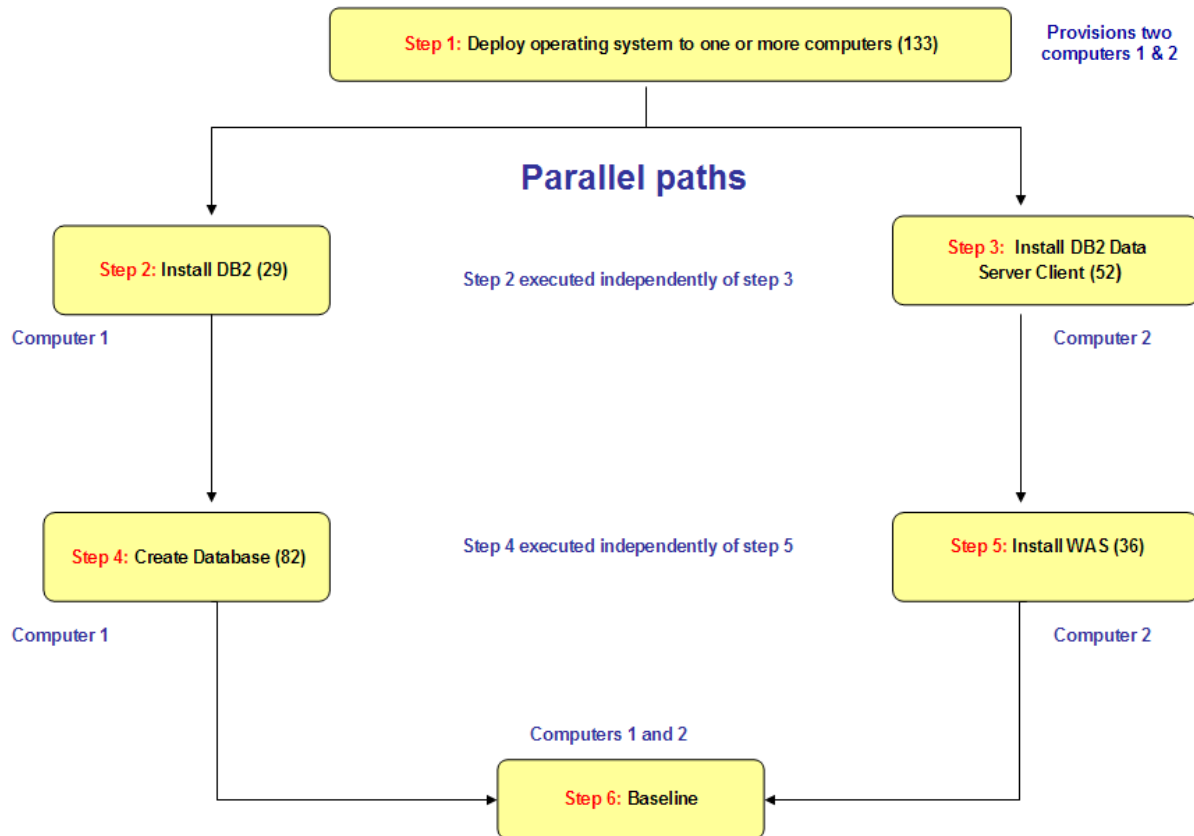 Step 1: Deploy operating system to one or more computers (133)
Provisions two
computers 1 & 2
Parallel paths
Step 2: Install DB2 (29)
Step 2 executed independently of step 3
Step 3: Install DB2 Data
Server Client (52)
Computer 1
Computer 2
Step 4: Create Database (82)
Step 4 executed independently of step 5
Step 5: Install WAS (36)
Computer 1
Computer 2
Computers 1 and 2
Step 6: Baseline